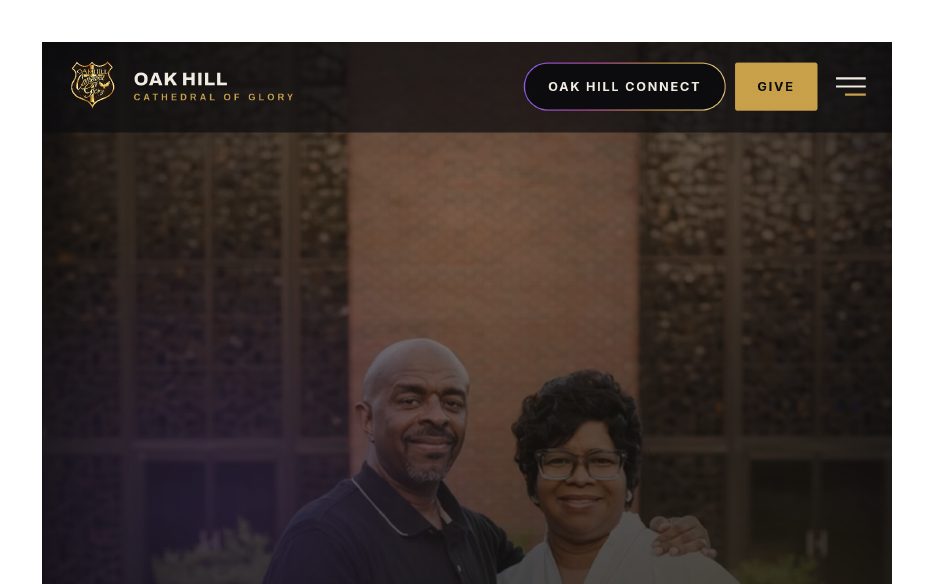 OAK HILL
CATHEDRAL OF GLORY
OAK HILL CONNECT
GIVE